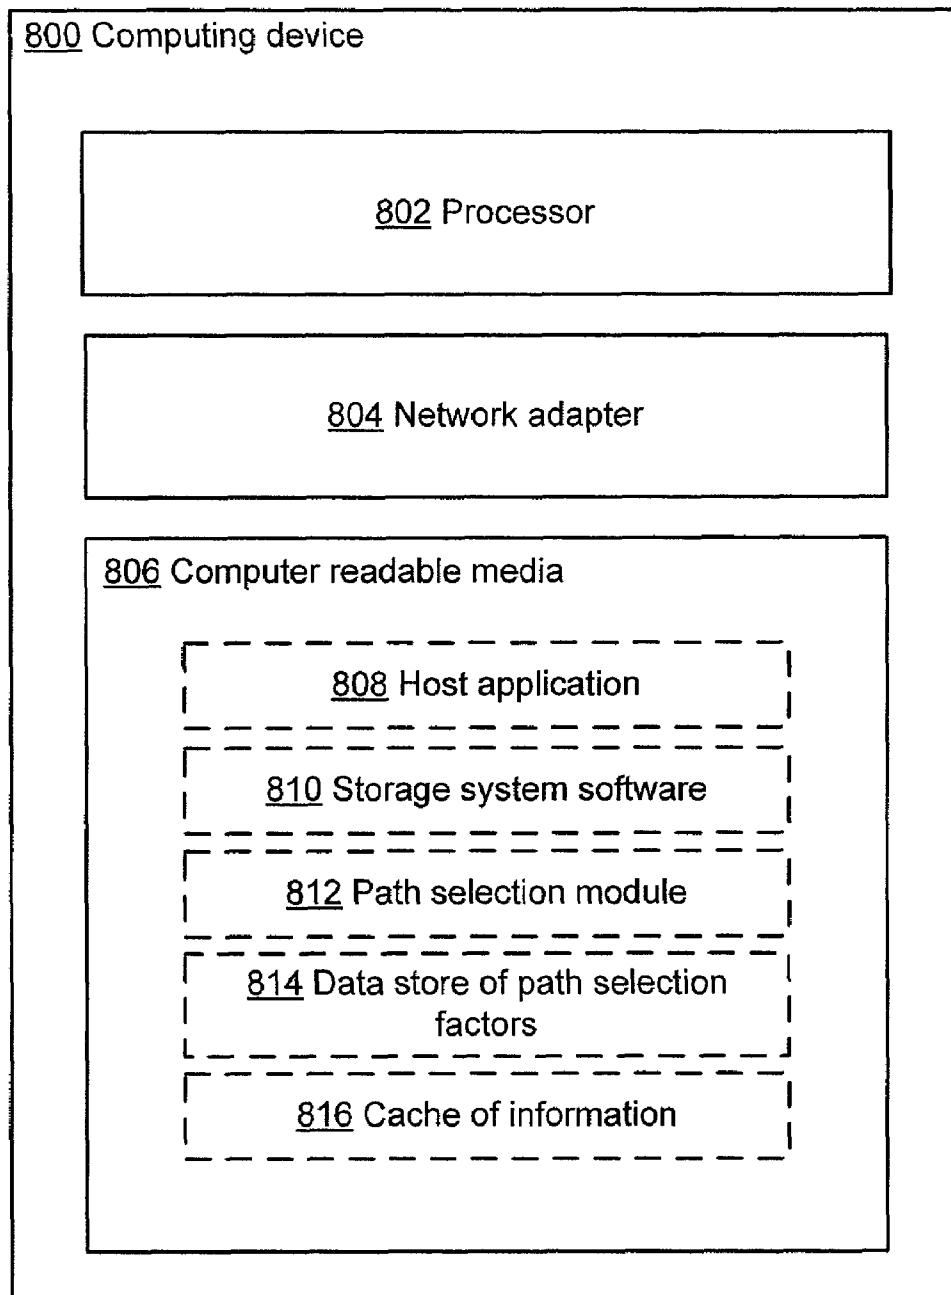 800 Computing device
802 Processor
804 Network adapter
806 Computer readable media
808 Host application
810 Storage system software
812 Path selection module
814 Data store of path selection
factors
816 Cache of information